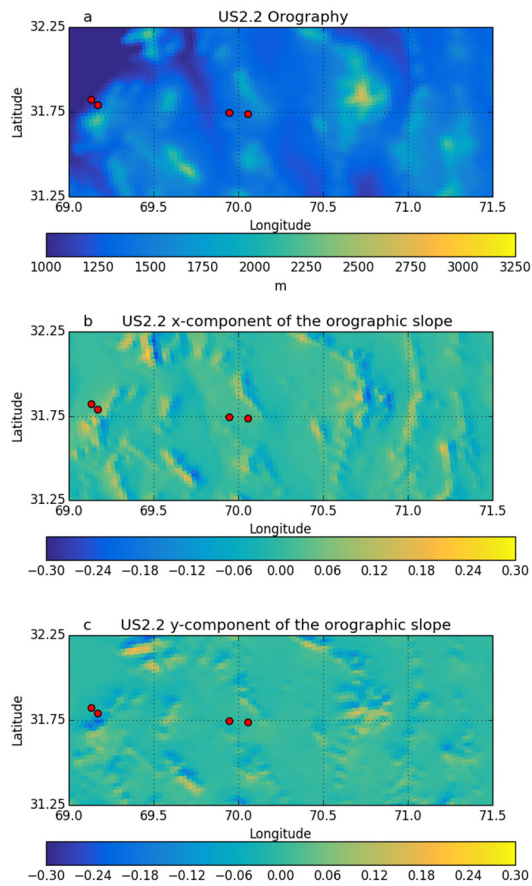 a US2.2 Orography
32.25
31.75
31.25
Latitude
69.0 69.5 70.0 70.5 71.0 71.5
Longitude
1000 1250 1500 1750 2000 2250 2500 2750 3000 3250
m
b US2.2 x-component of the orographic slope
32.25
31.75
31.25
Latitude
69.0 69.5 70.0 70.5 71.0 71.5
Longitude
−0.30 −0.24 −0.18 −0.12 −0.06 0.00 0.06 0.12 0.18 0.24 0.30
c US2.2 y-component of the orographic slope
32.25
31.75
31.25
Latitude
69.0 69.5 70.0 70.5 71.0 71.5
Longitude
−0.30 −0.24 −0.18 −0.12 −0.06 0.00 0.06 0.12 0.18 0.24 0.30